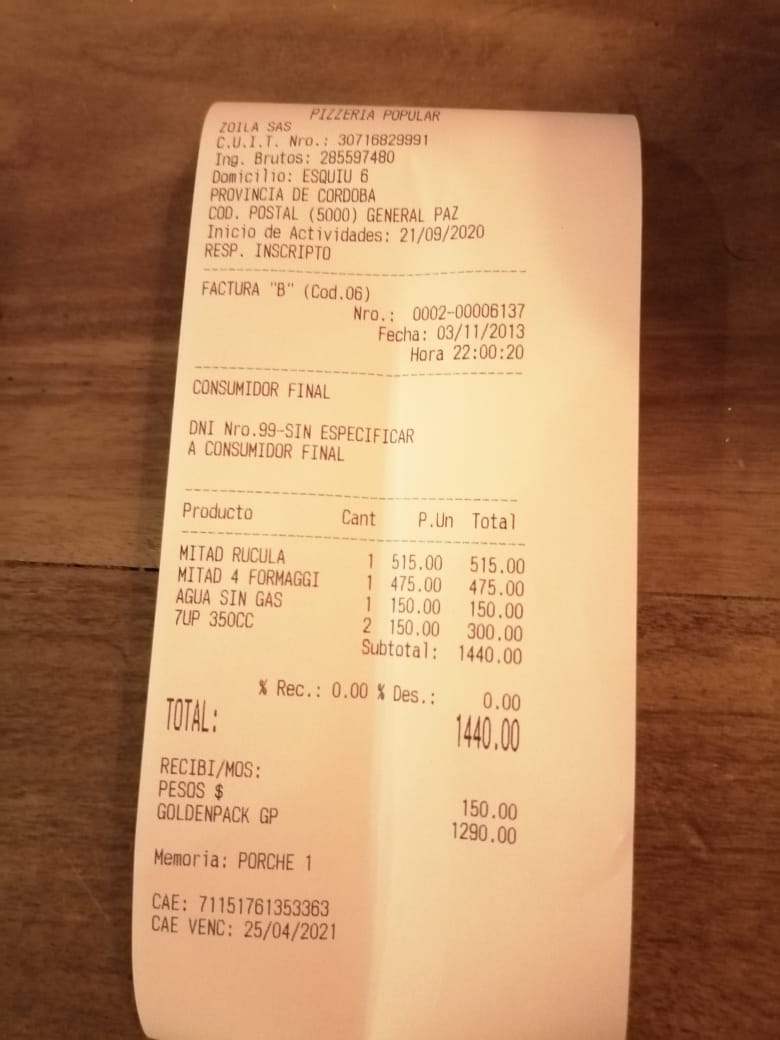 PIZZERIA POPULAR
ZOILA SAS
C.U.I.T. Nro.: 30716829991
Ing. Brutos: 285597480
Domicilio: ESQUIU 6
PROVINCIA DE CORDOBA
COD. POSTAL (5000) GENERAL PAZ
Inicio de Actividades: 21/09/2020
RESP. INSCRIPTO
FACTURA "B" (Cod.06)
Nro.: 0002-00006137
Fecha: 03/11/2013
Hora 22:00:20
CONSUMIDOR FINAL
DNI Nro.99-SIN ESPECIFICAR
A CONSUMIDOR FINAL
Producto Cant P.Un Total
MITAD RUCULA 1 515.00 515.00
MITAD 4 FORMAGGI 1 475.00 475.00
AGUA SIN GAS 1 150.00 150.00
7UP 350CC 2 150.00 300.00
Subtotal: 1440.00
% Rec.: 0.00 % Des.: 0.00
TOTAL: 1440.00
RECIBI/MOS:
PESOS $ 150.00
GOLDENPACK GP 1290.00
Memoria: PORCHE 1
CAE: 71151761353363
CAE VENC: 25/04/2021